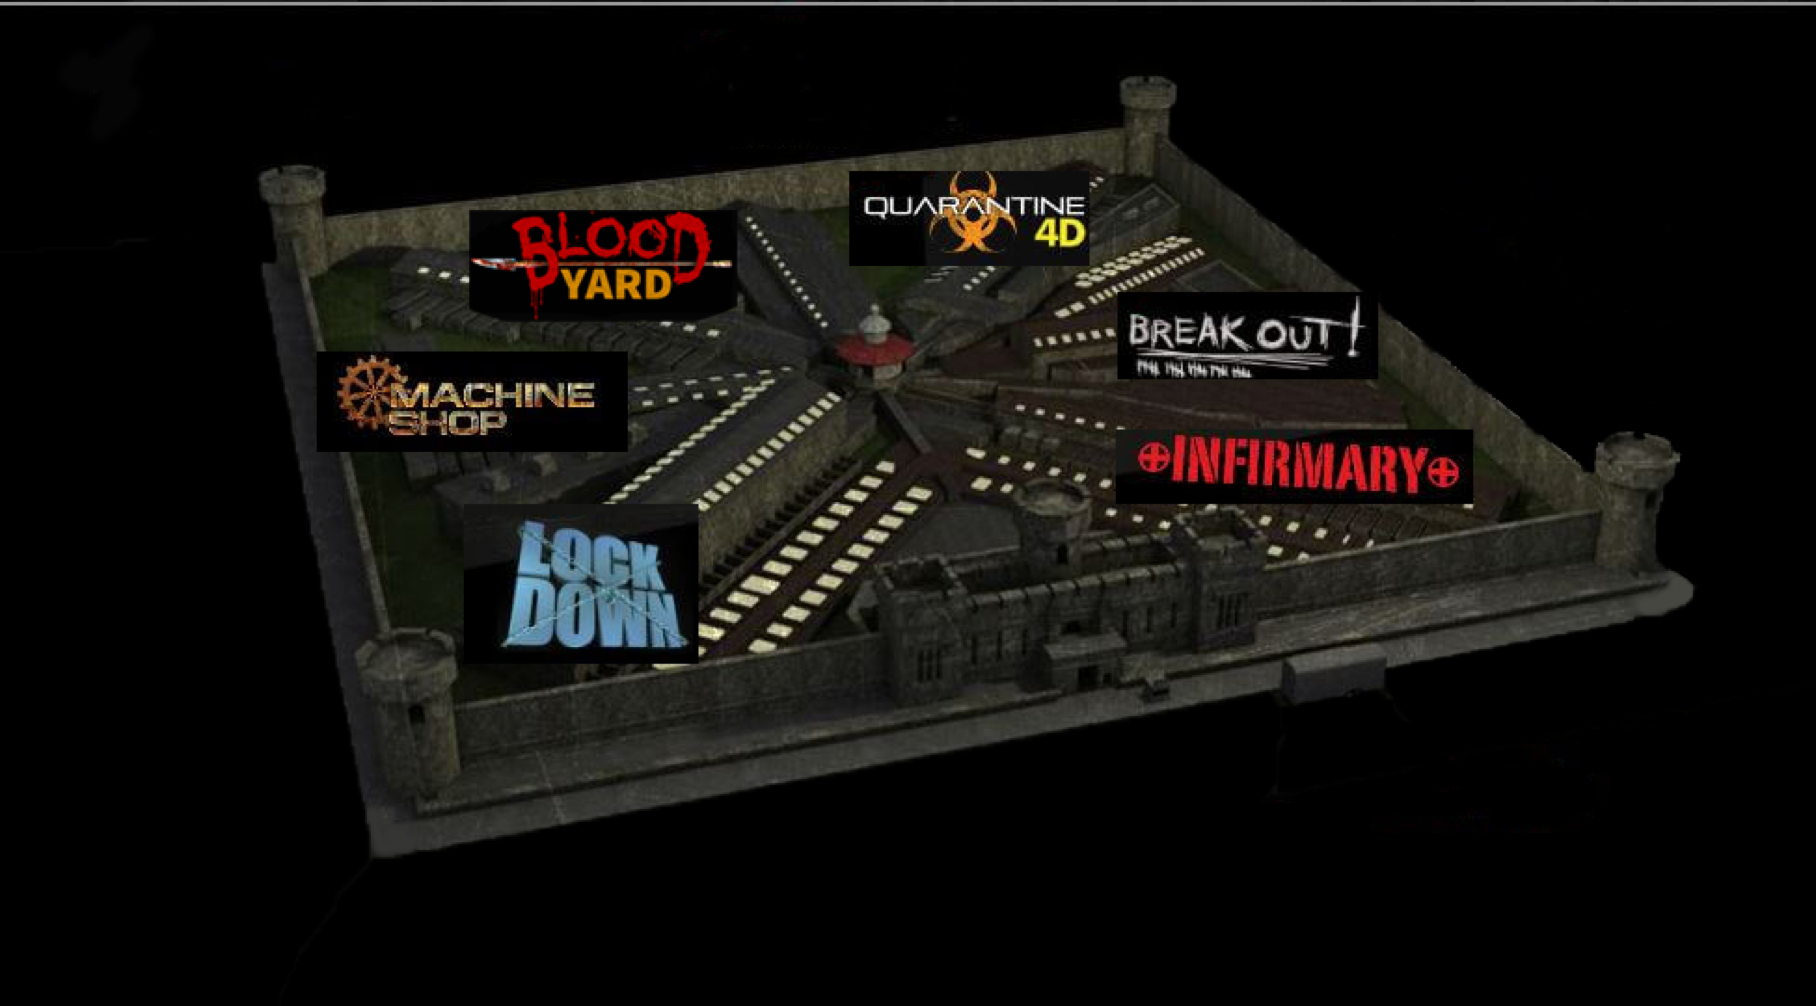 QUARANTINE
4D
BLOOD
YARD
BREAK OUT!
MACHINE
SHOP
INFIRMARY
LOCK
DOWN